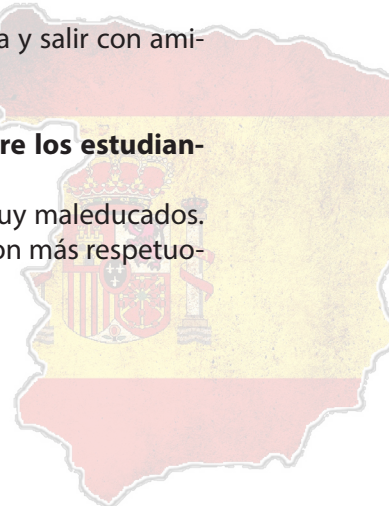 a y salir con ami-
re los estudian-
uy maleducados.
on más respetuo-